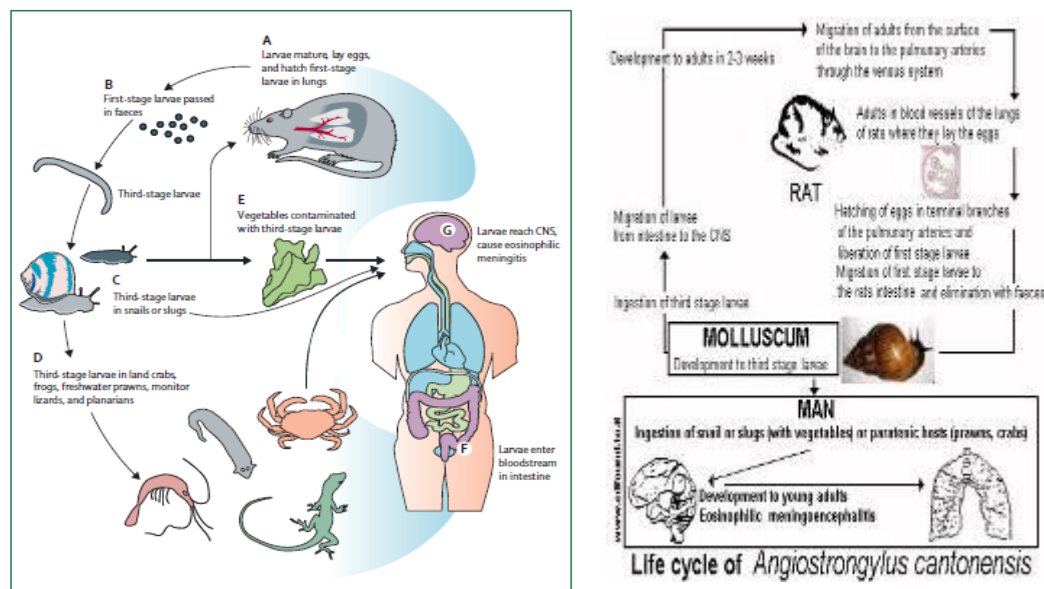 A
Larvae mature, lay eggs,
and hatch first-stage
larvae in lungs
B
First-stage larvae passed
in faeces
Third-stage larvae
E
Vegetables contaminated
with third-stage larvae
G
Larvae reach CNS,
cause eosinophilic
meningitis
C
Third-stage larvae
in snails or slugs
D
Third-stage larvae in land crabs,
frogs, freshwater prawns, monitor
lizards, and planarians
F
Larvae enter
bloodstream
in intestine
Migration of adults from the surface
of the brain to the pulmonary arteries
through the venous system
Development to adults in 2-3 weeks
Adults in blood vessels of the lungs
of rats where they lay the eggs
RAT
Hatching of eggs in terminal branches
of the pulmonary arteries and
liberation of first stage larvae
Migration of first stage larvae to
the rats intestine and elimination with faeces
Migration of larvae
from intestine to the CNS
Ingestion of third stage larvae
MOLLUSCUM
Development to third stage larvae
MAN
Ingestion of snail or slugs (with vegetables) or paratenic hosts (prawns, crabs)
Development to young adults
Eosinophilic meningoencephalitis
Life cycle of Angiostrongylus cantonensis